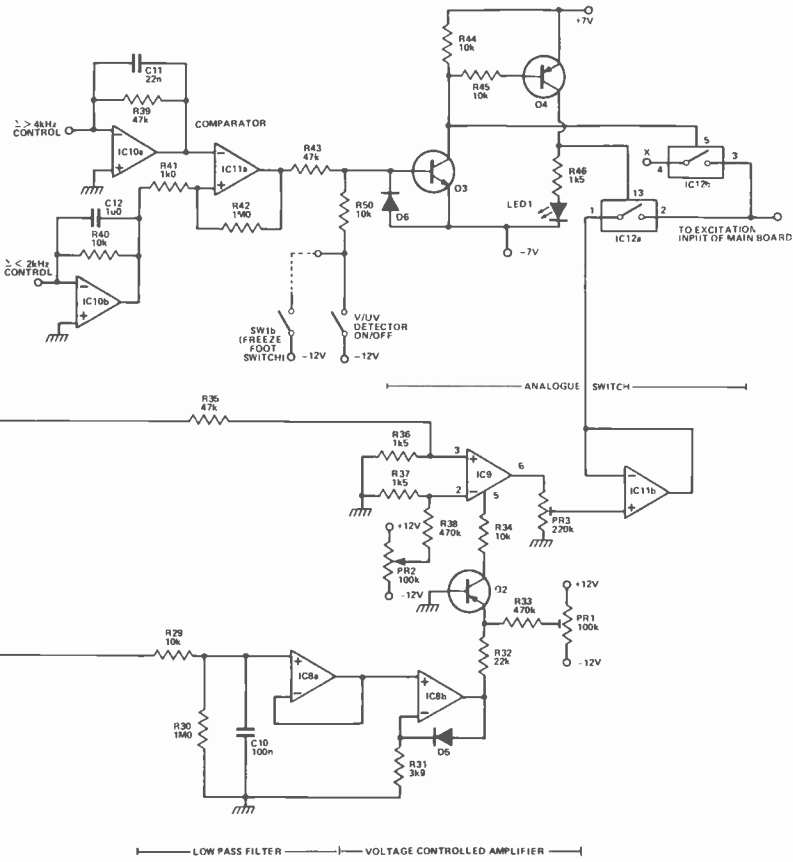 +7V
R44
10k
C11
22n
R45
10k
Q4
R39
47k
Σ > 4kHz
CONTROL
COMPARATOR
IC10a
R43
47k
R41
1k0
IC11a
5
X
4
3
IC12b
R46
1k5
Q3
C12
1u0
R42
1M0
R50
10k
D6
LED1
13
1
2
IC12a
R40
10k
Σ < 2kHz
CONTROL
TO EXCITATION
INPUT OF MAIN BOARD
-7V
IC10b
SW1b
(FREEZE
FOOT
SWITCH)
-12V
V/UV
DETECTOR
ON/OFF
-12V
ANALOGUE SWITCH
R35
47k
R36
1k5
3
IC9
6
R37
1k5
2
5
IC11b
+12V
R38
470k
R34
10k
PR3
220k
PR2
100k
-12V
Q2
R33
470k
+12V
PR1
100k
-12V
R29
10k
R32
22k
IC8a
IC8b
R30
1M0
C10
100n
D5
R31
3k9
LOW PASS FILTER
VOLTAGE CONTROLLED AMPLIFIER